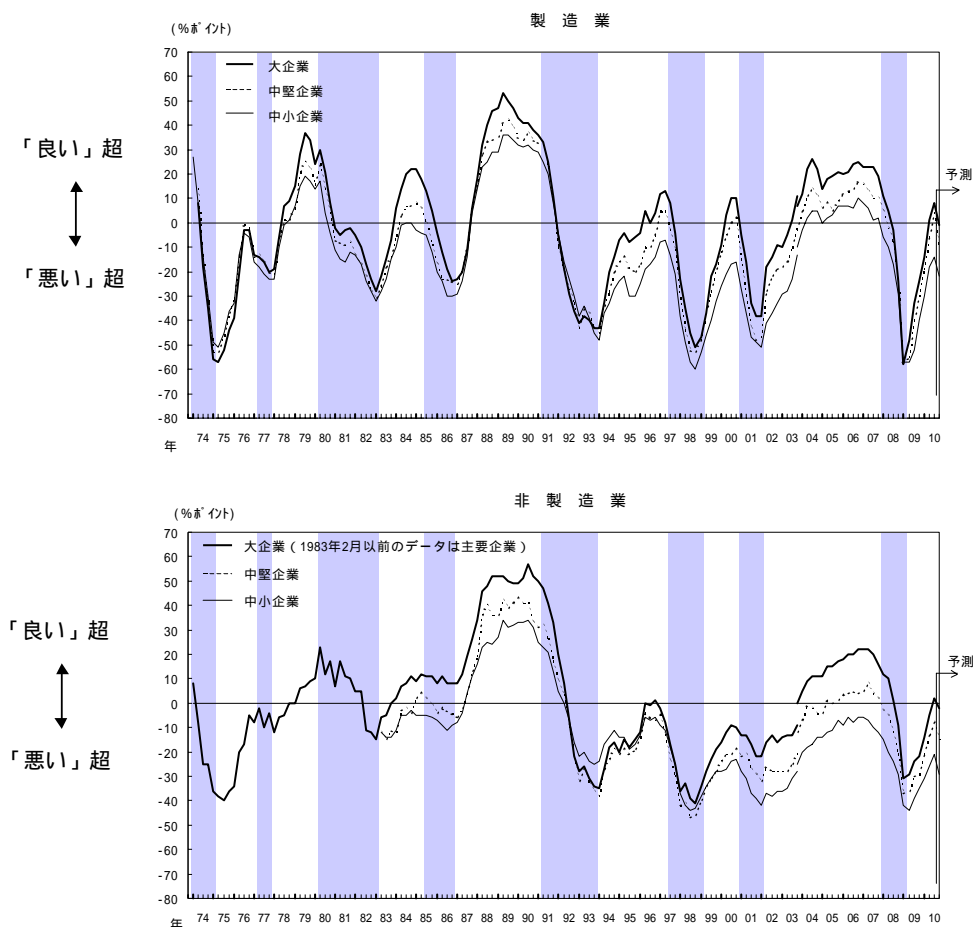 製 造 業
(%ﾎﾟｲﾝﾄ)
70
60
50
40
30
20
10
0
-10
-20
-30
-40
-50
-60
-70
-80
大企業
中堅企業
中小企業
「良い」超
「悪い」超
予測
74 75 76 77 78 79 80 81 82 83 84 85 86 87 88 89 90 91 92 93 94 95 96 97 98 99 00 01 02 03 04 05 06 07 08 09 10
年
非 製 造 業
(%ﾎﾟｲﾝﾄ)
70
60
50
40
30
20
10
0
-10
-20
-30
-40
-50
-60
-70
-80
大企業(1983年2月以前のデータは主要企業)
中堅企業
中小企業
「良い」超
「悪い」超
予測
74 75 76 77 78 79 80 81 82 83 84 85 86 87 88 89 90 91 92 93 94 95 96 97 98 99 00 01 02 03 04 05 06 07 08 09 10
年